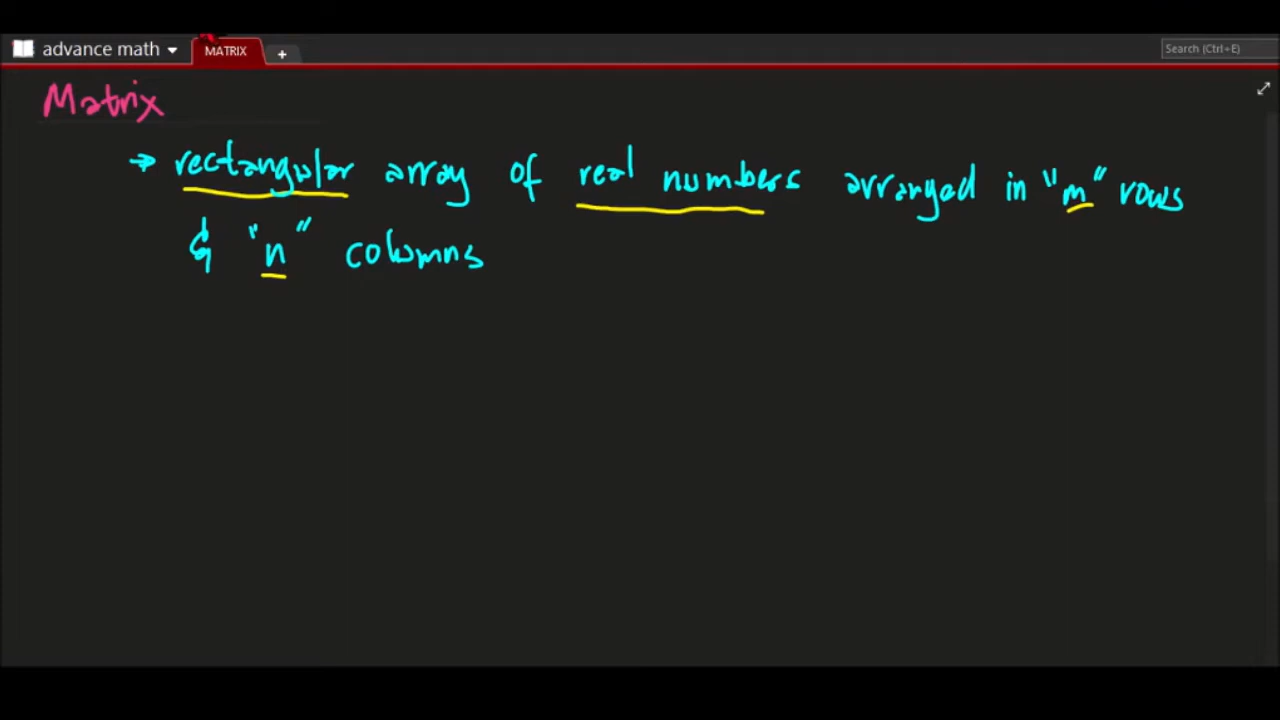 advance math MATRIX + Search (Ctrl+E)
Matrix
→ rectangular array of real numbers arranged in "m" rows
& "n" columns